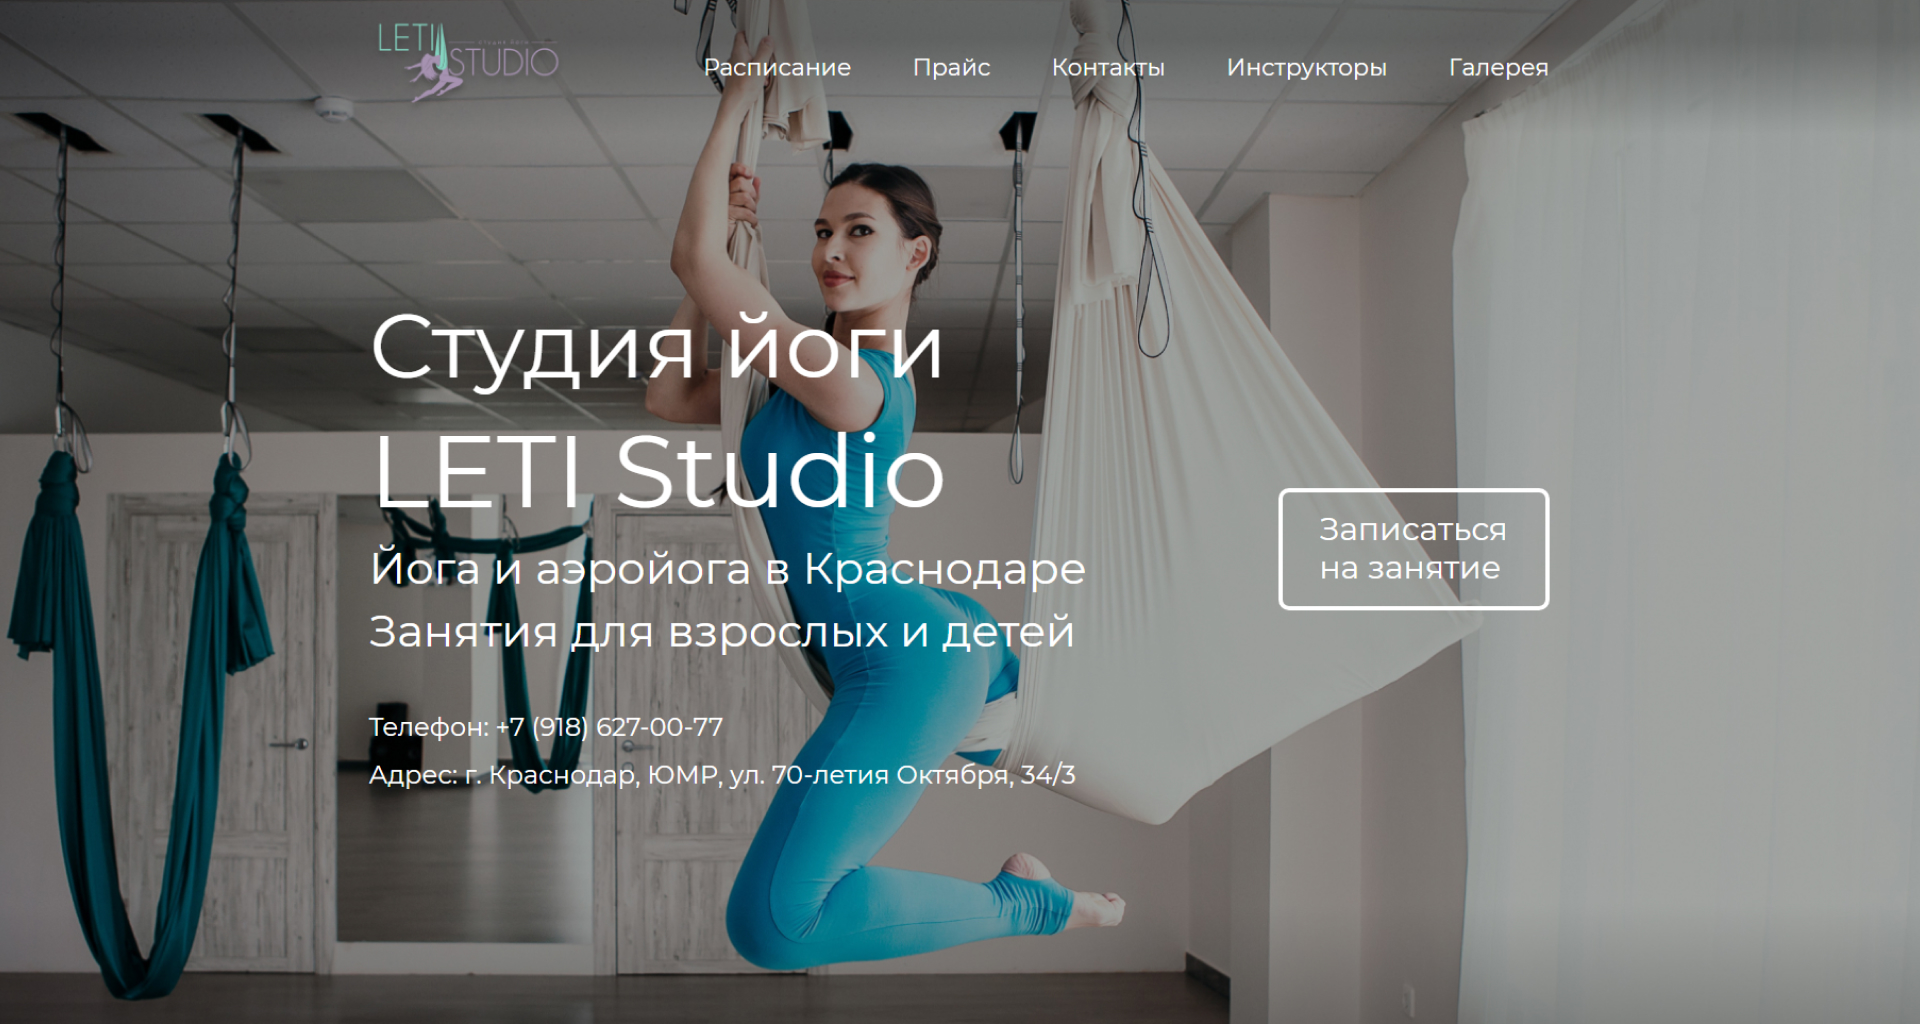 LETI
STUDIO
Расписание Прайс Контакты Инструкторы Галерея
Студия йоги
LETI Studio
Йога и аэройога в Краснодаре
Занятия для взрослых и детей
Записаться
на занятие
Телефон: +7 (918) 627-00-77
Адрес: г. Краснодар, ЮМР, ул. 70-летия Октября, 34/3